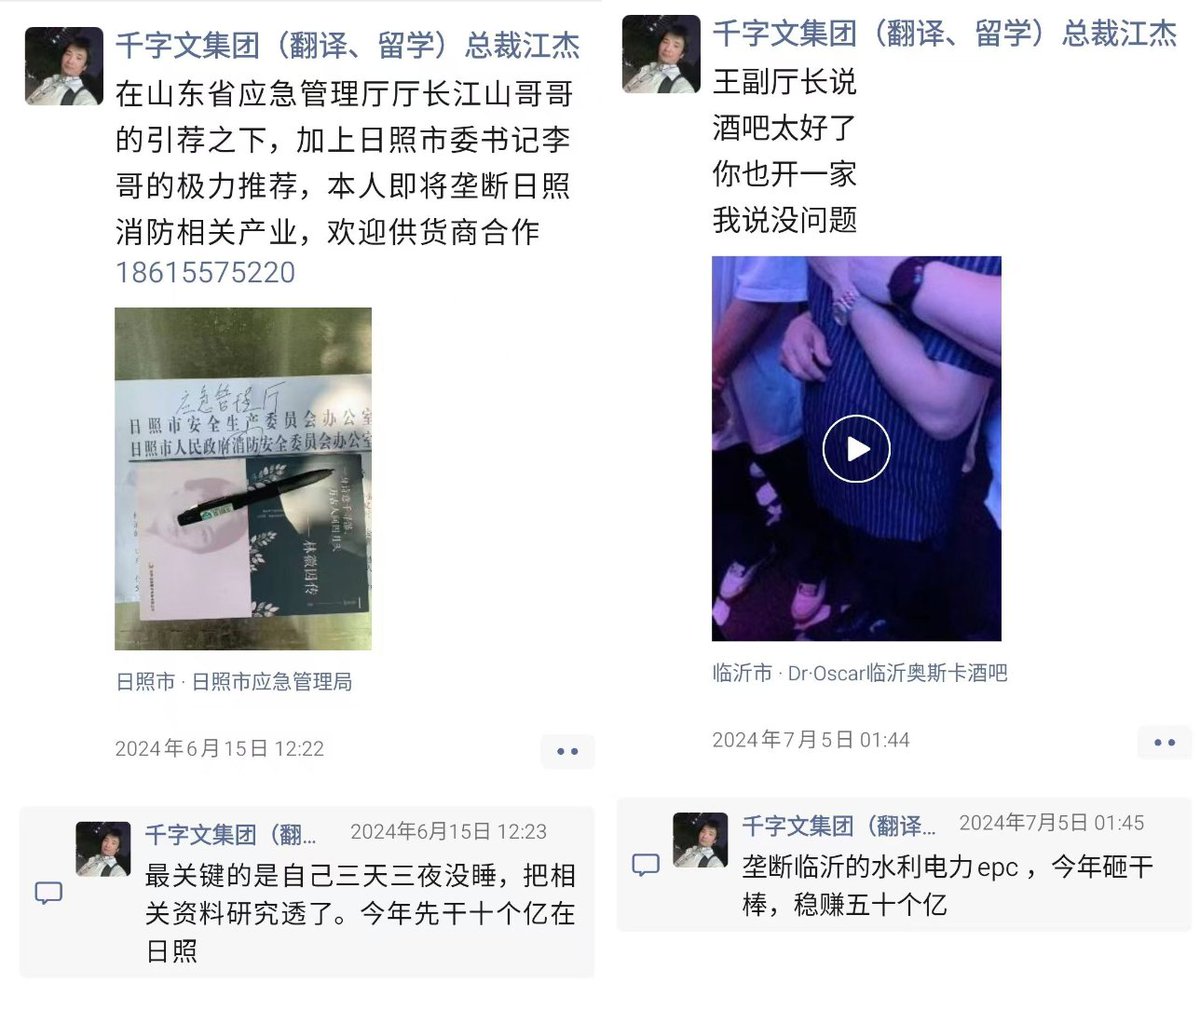 千字文集团（翻译、留学）总裁江杰
在山东省应急管理厅厅长江山哥哥
的引荐之下，加上日照市委书记李
哥的极力推荐，本人即将垄断日照
消防相关产业，欢迎供货商合作
18615575220
应急管理厅
日照市安全生产委员会办公室
日照市人民政府消防安全委员会办公室
林徽因传
日照市 · 日照市应急管理局
2024年6月15日 12:22
千字文集团（翻... 2024年6月15日 12:23
最关键的是自己三天三夜没睡，把相
关资料研究透了。今年先干十个亿在
日照
千字文集团（翻译、留学）总裁江杰
王副厅长说
酒吧太好了
你也开一家
我说没问题
临沂市 · Dr·Oscar临沂奥斯卡酒吧
2024年7月5日 01:44
千字文集团（翻译... 2024年7月5日 01:45
垄断临沂的水利电力epc ，今年砸干
棒，稳赚五十个亿